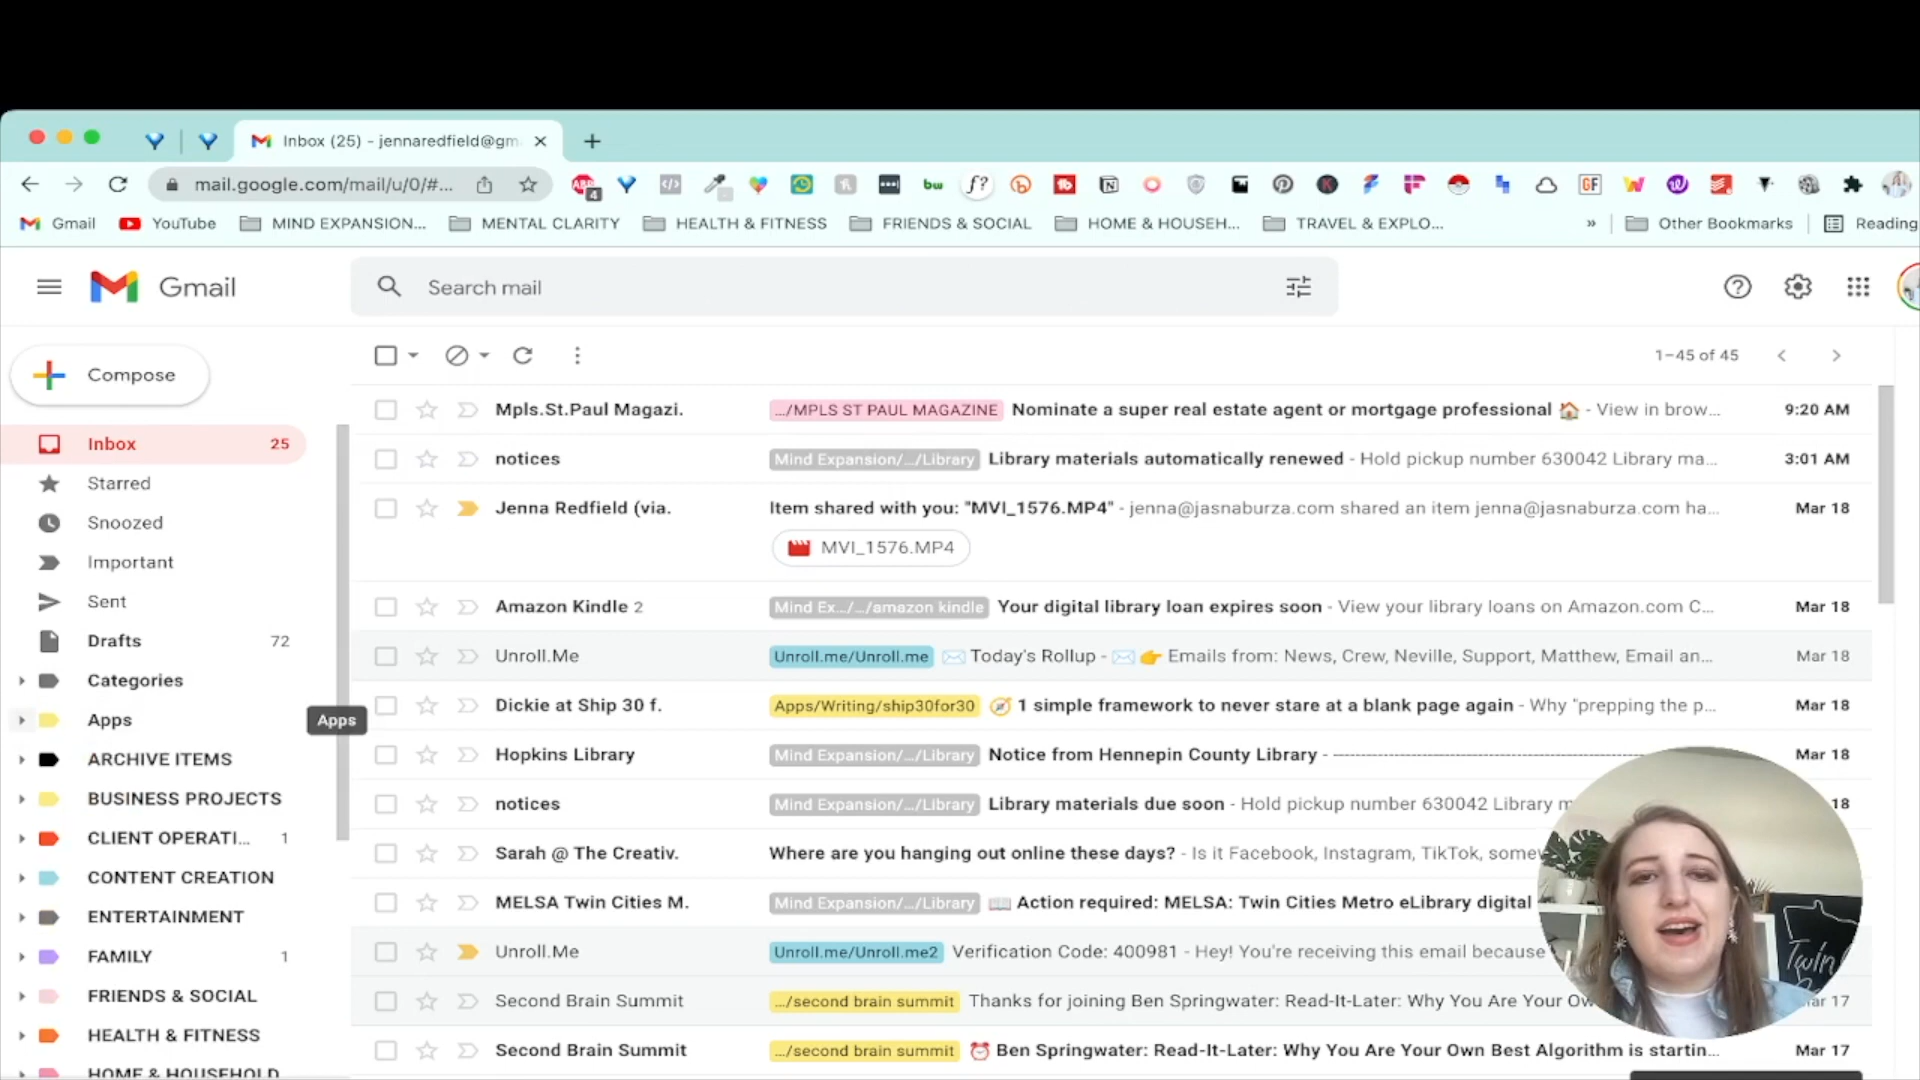 Inbox (25) - jennaredfield@gm
mail.google.com/mail/u/0/#...
ABP
4
bw
f?
GF
Gmail
YouTube
MIND EXPANSION...
MENTAL CLARITY
HEALTH & FITNESS
FRIENDS & SOCIAL
HOME & HOUSEH...
TRAVEL & EXPLO...
»
Other Bookmarks
Reading
Gmail
Search mail
Compose
1–45 of 45
Inbox 25
Starred
Snoozed
Important
Sent
Drafts 72
Categories
Apps
Apps
ARCHIVE ITEMS
BUSINESS PROJECTS
CLIENT OPERATI... 1
CONTENT CREATION
ENTERTAINMENT
FAMILY 1
FRIENDS & SOCIAL
HEALTH & FITNESS
HOME & HOUSEHOLD
Mpls.St.Paul Magazi. .../MPLS ST PAUL MAGAZINE Nominate a super real estate agent or mortgage professional 🏠 - View in brow... 9:20 AM
notices Mind Expansion/.../Library Library materials automatically renewed - Hold pickup number 630042 Library ma... 3:01 AM
Jenna Redfield (via. Item shared with you: "MVI_1576.MP4" - jenna@jasnaburza.com shared an item jenna@jasnaburza.com ha... Mar 18
MVI_1576.MP4
Amazon Kindle 2 Mind Ex.../.../amazon kindle Your digital library loan expires soon - View your library loans on Amazon.com C... Mar 18
Unroll.Me Unroll.me/Unroll.me ✉️ Today's Rollup - ✉️ 👉 Emails from: News, Crew, Neville, Support, Matthew, Email an... Mar 18
Dickie at Ship 30 f. Apps/Writing/ship30for30 🧭 1 simple framework to never stare at a blank page again - Why "prepping the p... Mar 18
Hopkins Library Mind Expansion/.../Library Notice from Hennepin County Library - Mar 18
notices Mind Expansion/.../Library Library materials due soon - Hold pickup number 630042 Library m 18
Sarah @ The Creativ. Where are you hanging out online these days? - Is it Facebook, Instagram, TikTok, somew
MELSA Twin Cities M. Mind Expansion/.../Library 📖 Action required: MELSA: Twin Cities Metro eLibrary digital
Unroll.Me Unroll.me/Unroll.me2 Verification Code: 400981 - Hey! You're receiving this email because
Second Brain Summit .../second brain summit Thanks for joining Ben Springwater: Read-It-Later: Why You Are Your Ow Mar 17
Second Brain Summit .../second brain summit ⏰ Ben Springwater: Read-It-Later: Why You Are Your Own Best Algorithm is startin... Mar 17
Twin